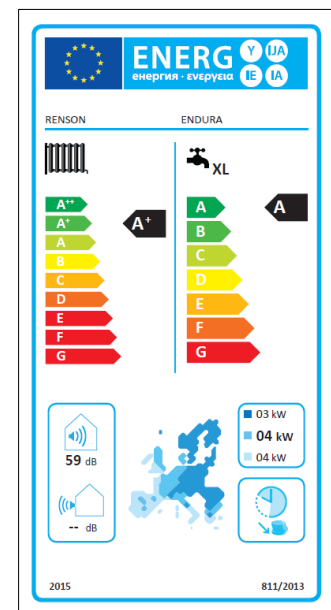 ENERG Y IJA
енергия · ενεργεια IE IA
RENSON ENDURA
XL
A++
A+
A
B
C
D
E
F
G
A+
A
B
C
D
E
F
G
A
59 dB
-- dB
03 kW
04 kW
04 kW
2015 811/2013